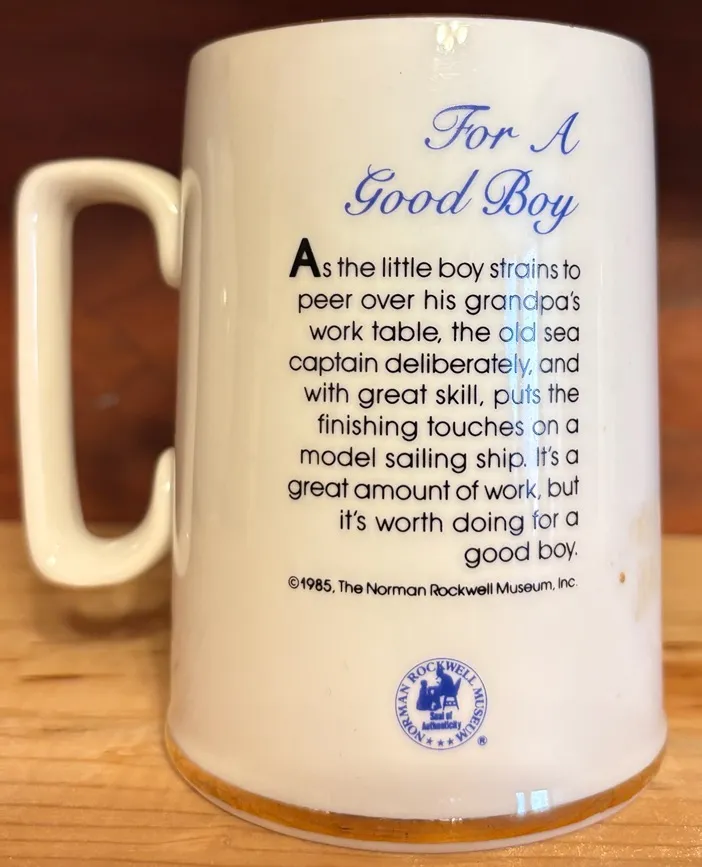 For A
Good Boy
As the little boy strains to
peer over his grandpa's
work table, the old sea
captain deliberately, and
with great skill, puts the
finishing touches on a
model sailing ship. It's a
great amount of work, but
it's worth doing for a
good boy.
©1985, The Norman Rockwell Museum, Inc.
NORMAN ROCKWELL MUSEUM
Seal of
Authenticity
★ ★ ★ ®